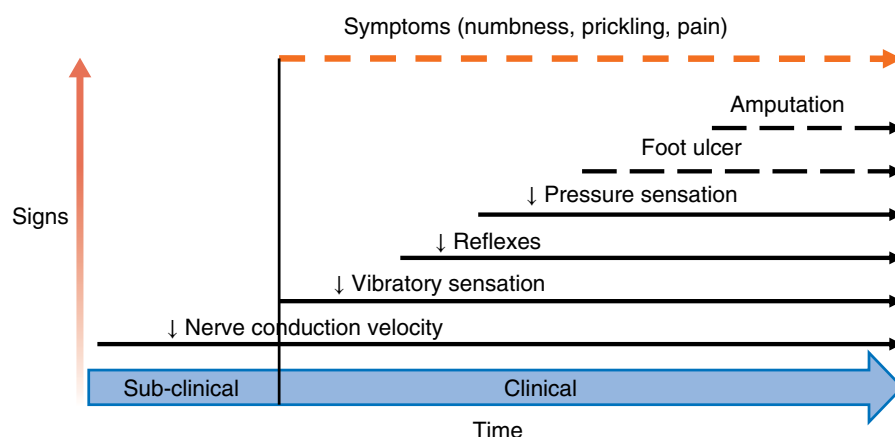 Symptoms (numbness, prickling, pain)
Amputation
Foot ulcer
↓ Pressure sensation
Signs
↓ Reflexes
↓ Vibratory sensation
↓ Nerve conduction velocity
Sub-clinical
Clinical
Time